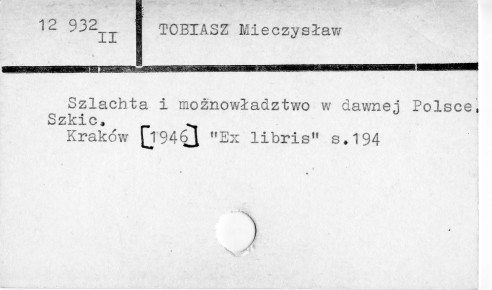 12 932 II
TOBIASZ Mieczysław
Szlachta i możnowładztwo w dawnej Polsce.
Szkic.
Kraków [1946] "Ex libris" s.194